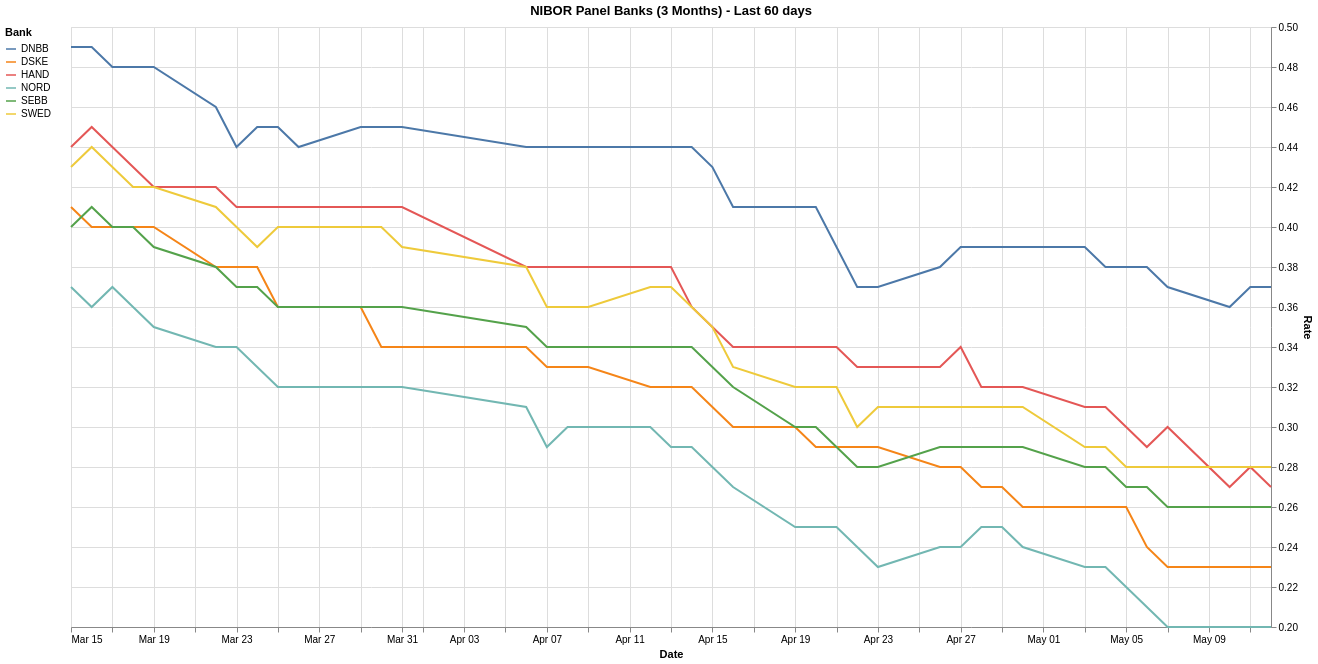 NIBOR Panel Banks (3 Months) - Last 60 days
Bank
DNBB
DSKE
HAND
NORD
SEBB
SWED
0.50
0.48
0.46
0.44
0.42
0.40
0.38
0.36
0.34
0.32
0.30
0.28
0.26
0.24
0.22
0.20
Rate
Mar 15 Mar 19 Mar 23 Mar 27 Mar 31 Apr 03 Apr 07 Apr 11 Apr 15 Apr 19 Apr 23 Apr 27 May 01 May 05 May 09
Date